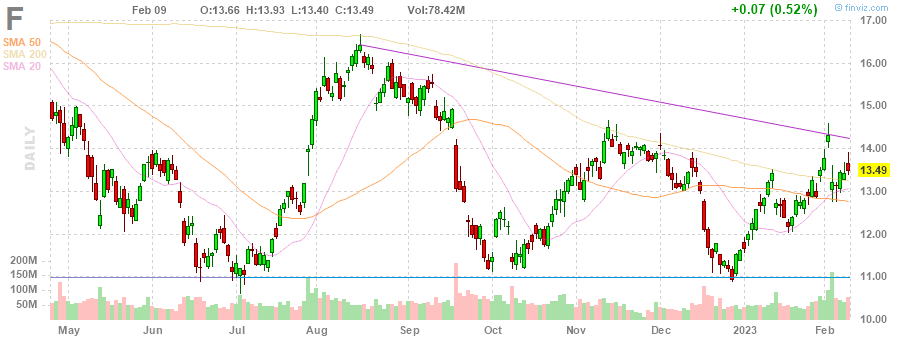 F Feb 09 O:13.66 H:13.93 L:13.40 C:13.49 Vol:78.42M +0.07 (0.52%) @ finviz.com
SMA 50
SMA 200
SMA 20
DAILY
17.00
16.00
15.00
14.00
13.49
13.00
12.00
11.00
10.00
200M
150M
100M
50M
May Jun Jul Aug Sep Oct Nov Dec 2023 Feb